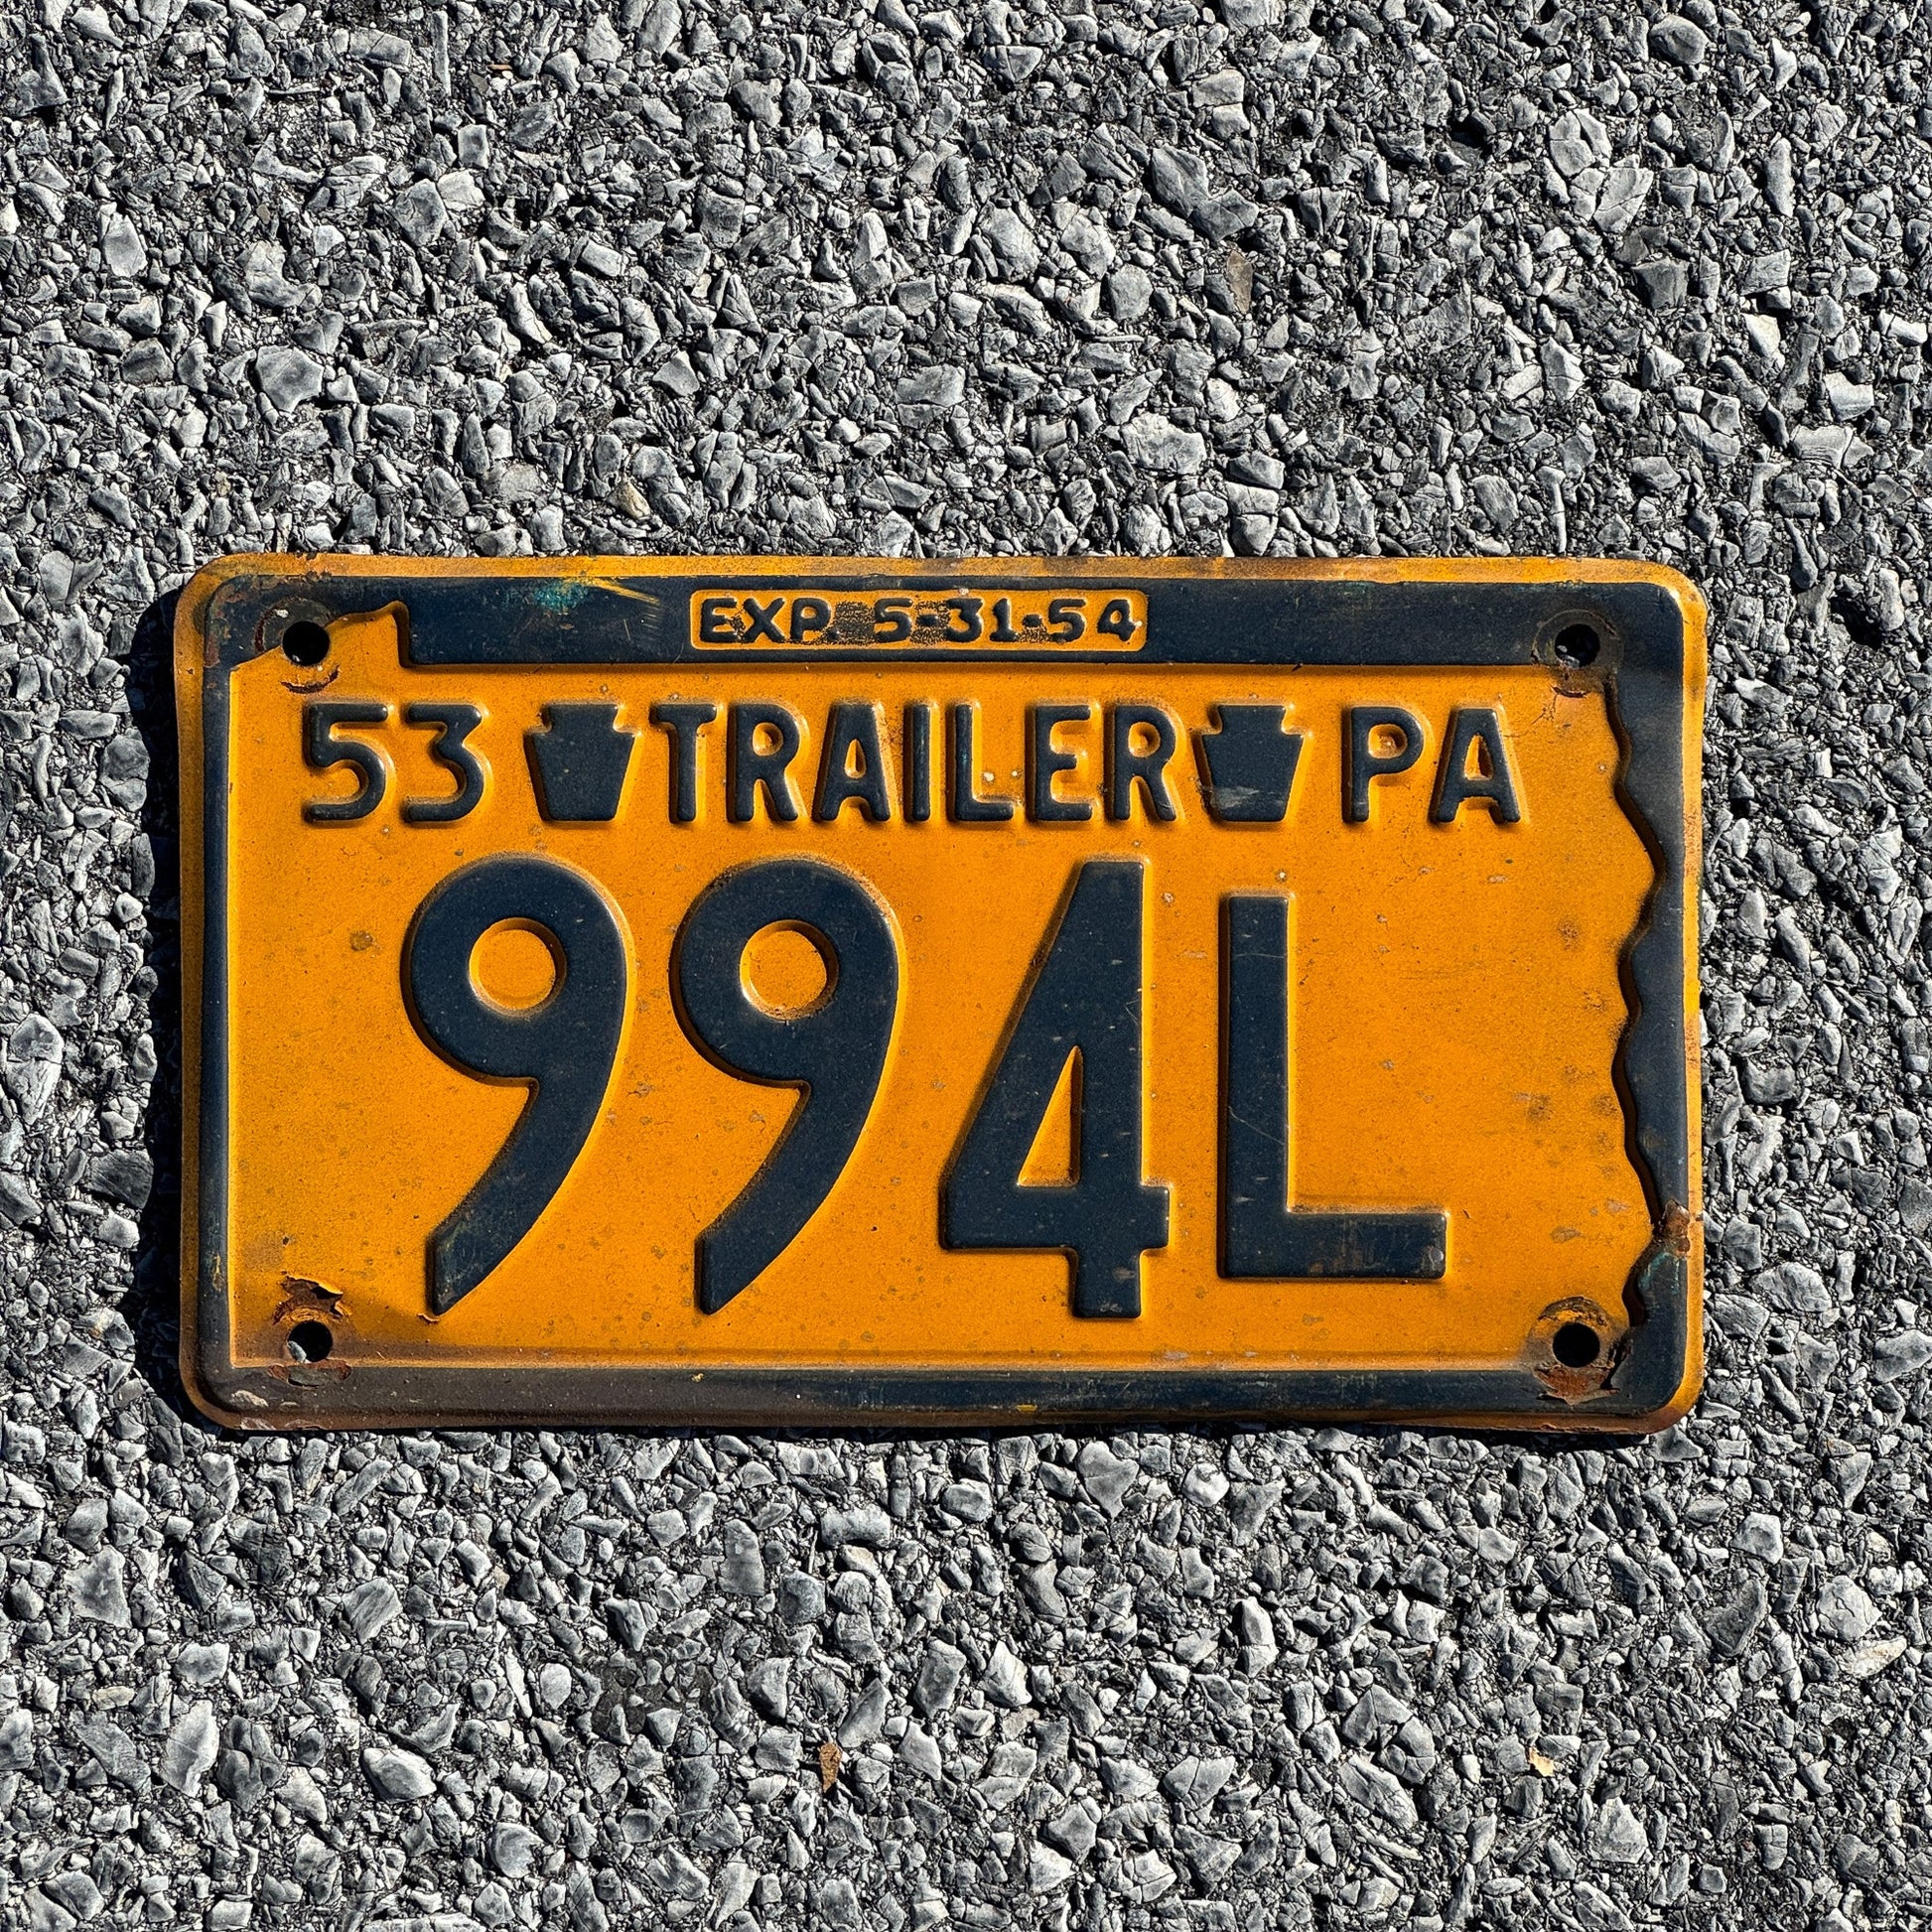 EXP. 5-31-54
53 TRAILER PA
994L